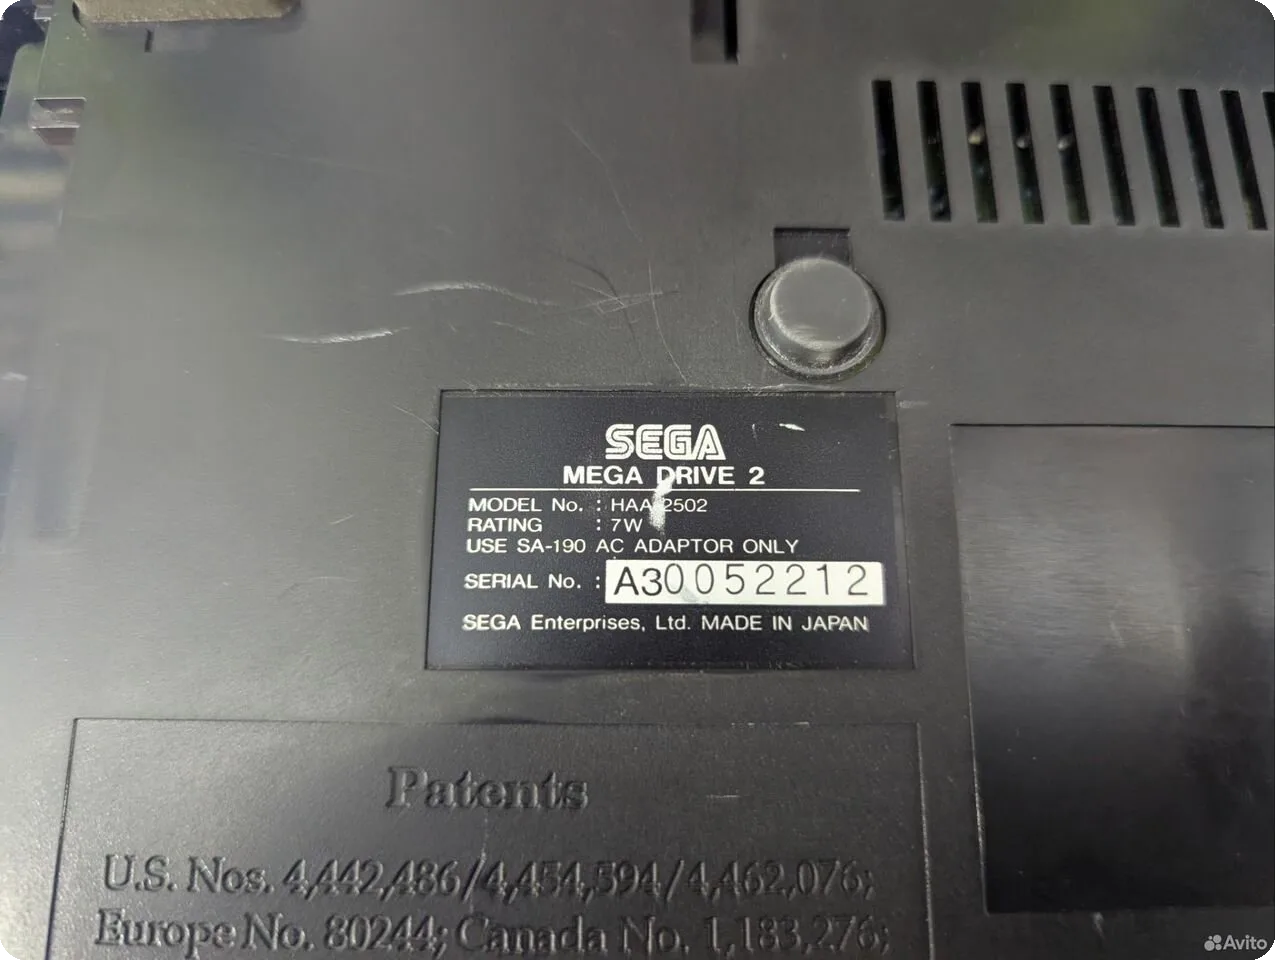 SEGA
MEGA DRIVE 2
MODEL No. : HAA-2502
RATING : 7W
USE SA-190 AC ADAPTOR ONLY
SERIAL No. : A30052212
SEGA Enterprises, Ltd. MADE IN JAPAN
Patents
U.S. Nos. 4,442,486/4,454,594/4,462,076;
Europe No. 80244; Canada No. 1,183,276;
Avito